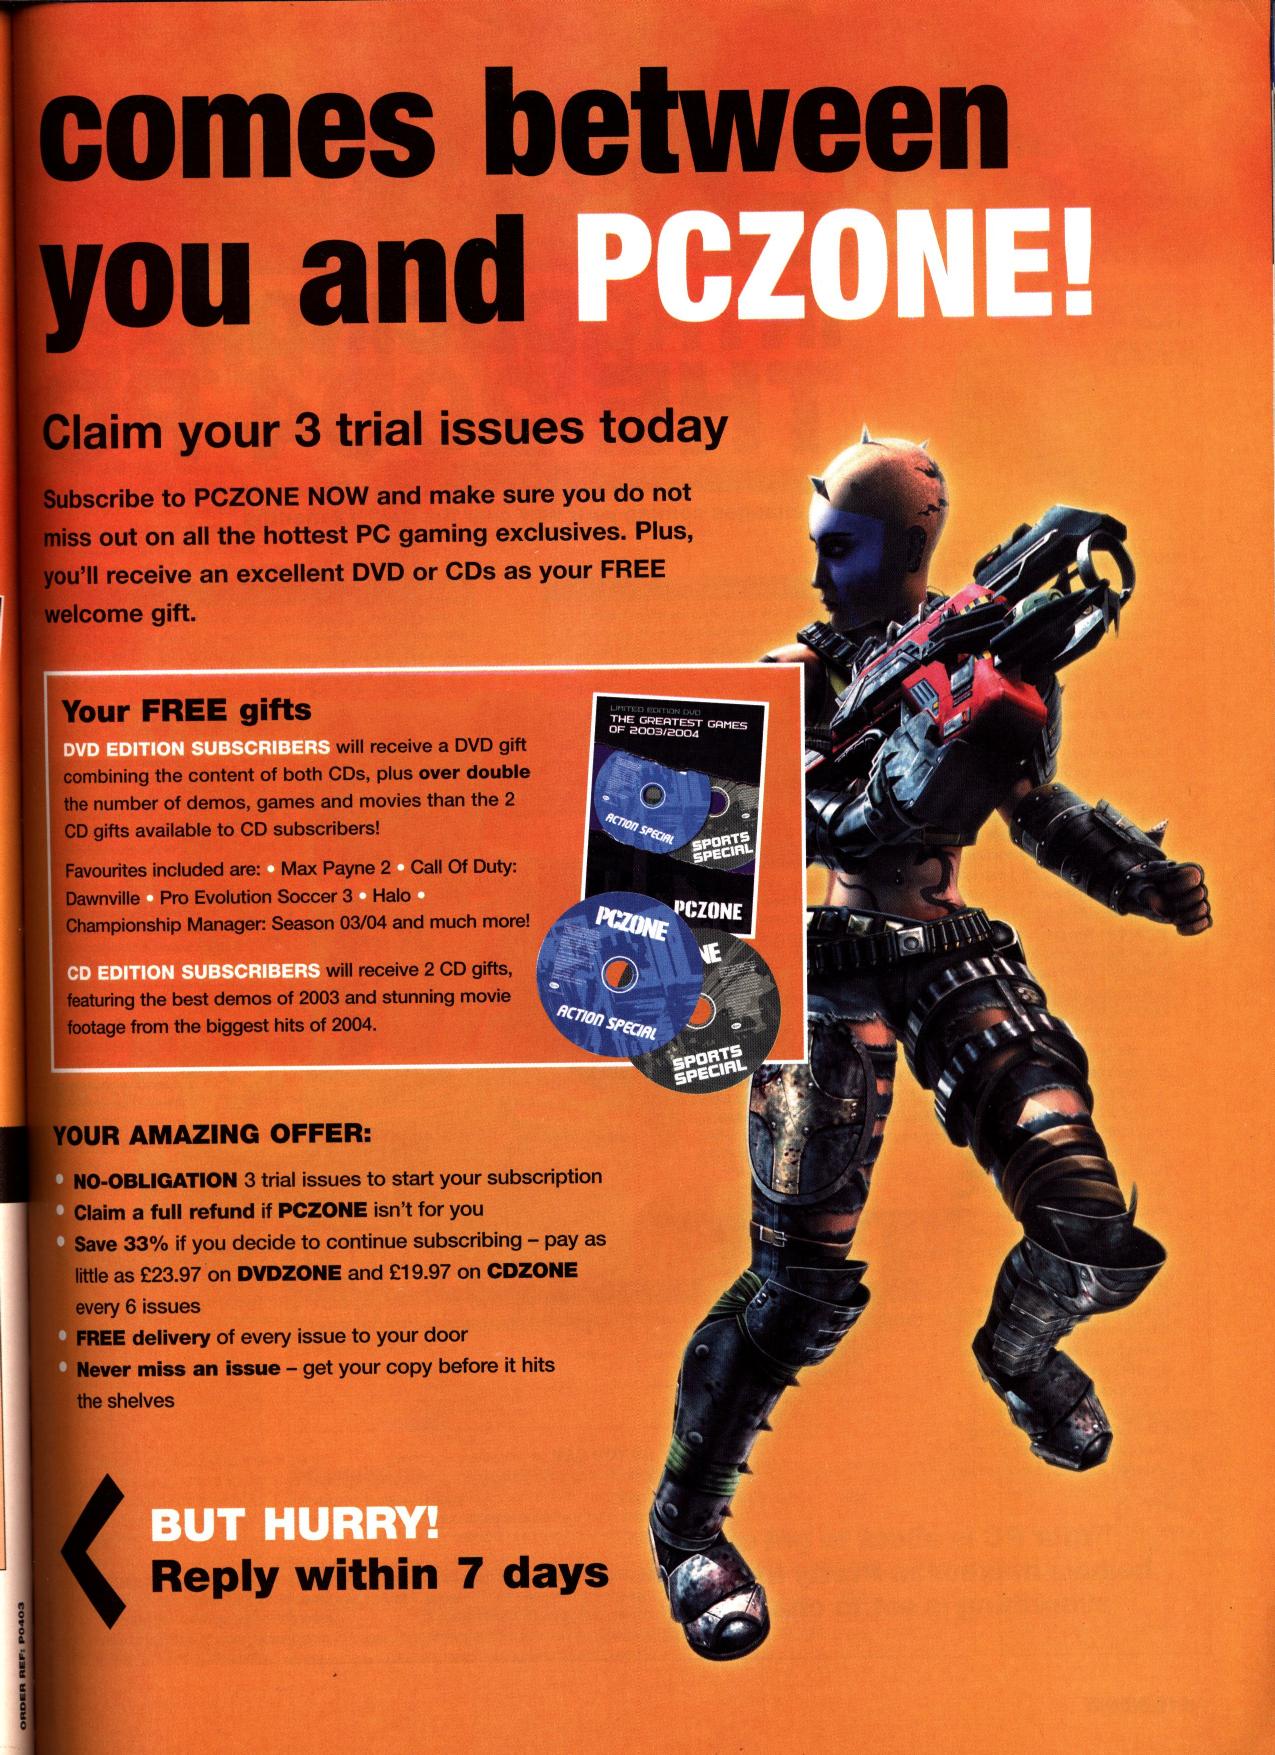 comes between
you and PCZONE!
Claim your 3 trial issues today
Subscribe to PCZONE NOW and make sure you do not
miss out on all the hottest PC gaming exclusives. Plus,
you'll receive an excellent DVD or CDs as your FREE
welcome gift.
Your FREE gifts
DVD EDITION SUBSCRIBERS will receive a DVD gift
combining the content of both CDs, plus over double
the number of demos, games and movies than the 2
CD gifts available to CD subscribers!
Favourites included are: • Max Payne 2 • Call Of Duty:
Dawnville • Pro Evolution Soccer 3 • Halo •
Championship Manager: Season 03/04 and much more!
CD EDITION SUBSCRIBERS will receive 2 CD gifts,
featuring the best demos of 2003 and stunning movie
footage from the biggest hits of 2004.
LIMITED EDITION DVD
THE GREATEST GAMES
OF 2003/2004
ACTION SPECIAL
SPORTS
SPECIAL
PCZONE
PCZONE
NE
ACTION SPECIAL
SPORTS
SPECIAL
YOUR AMAZING OFFER:
• NO-OBLIGATION 3 trial issues to start your subscription
• Claim a full refund if PCZONE isn't for you
• Save 33% if you decide to continue subscribing – pay as
little as £23.97 on DVDZONE and £19.97 on CDZONE
every 6 issues
• FREE delivery of every issue to your door
• Never miss an issue – get your copy before it hits
the shelves
BUT HURRY!
Reply within 7 days
ORDER REF: P0403